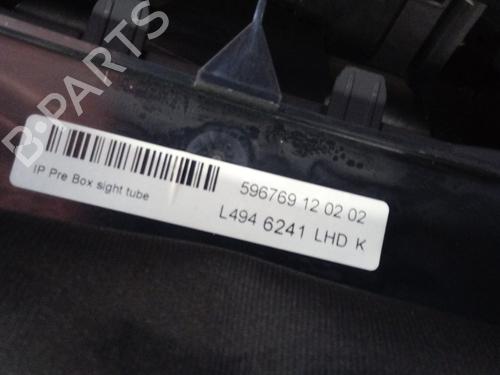 B-PARTS
596769 12 02 02
IP Pre Box sight tube
L494 6241 LHD K